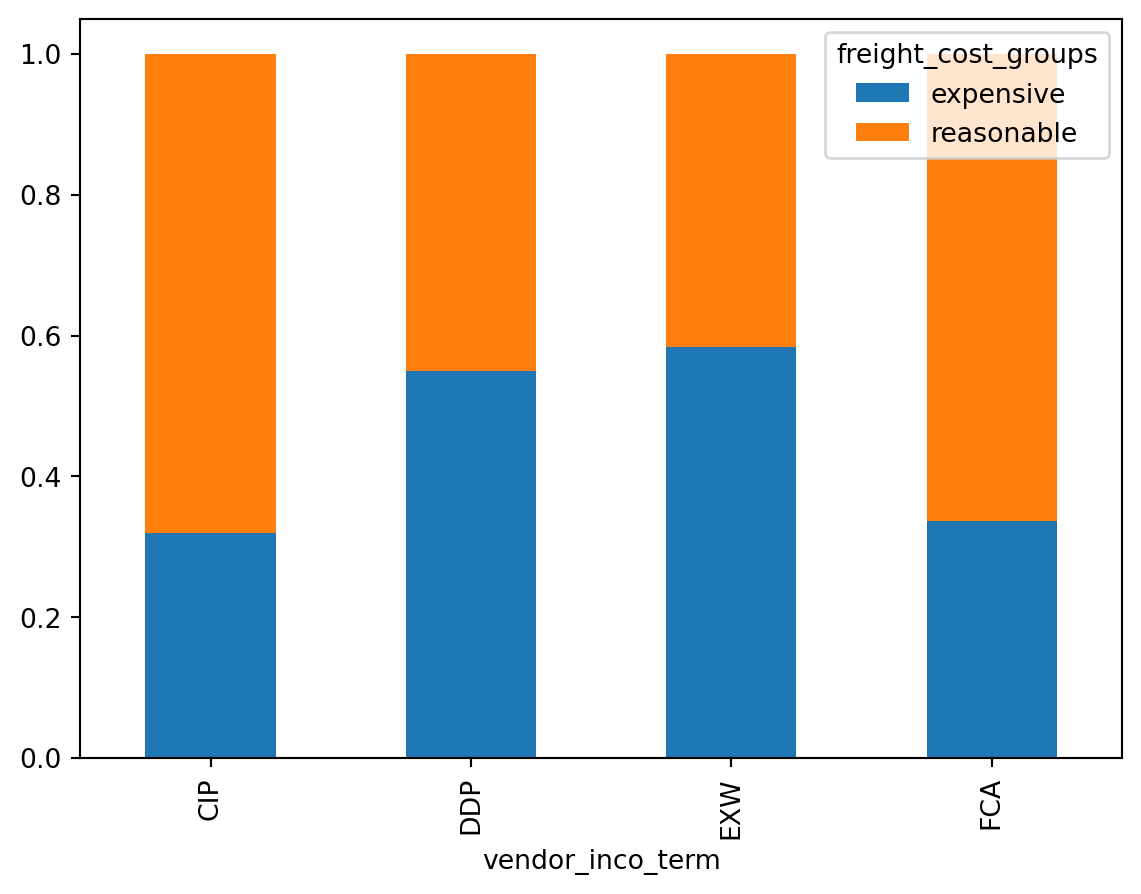 freight_cost_groups
expensive
reasonable
1.0
0.8
0.6
0.4
0.2
0.0
CIP
DDP
EXW
FCA
vendor_inco_term